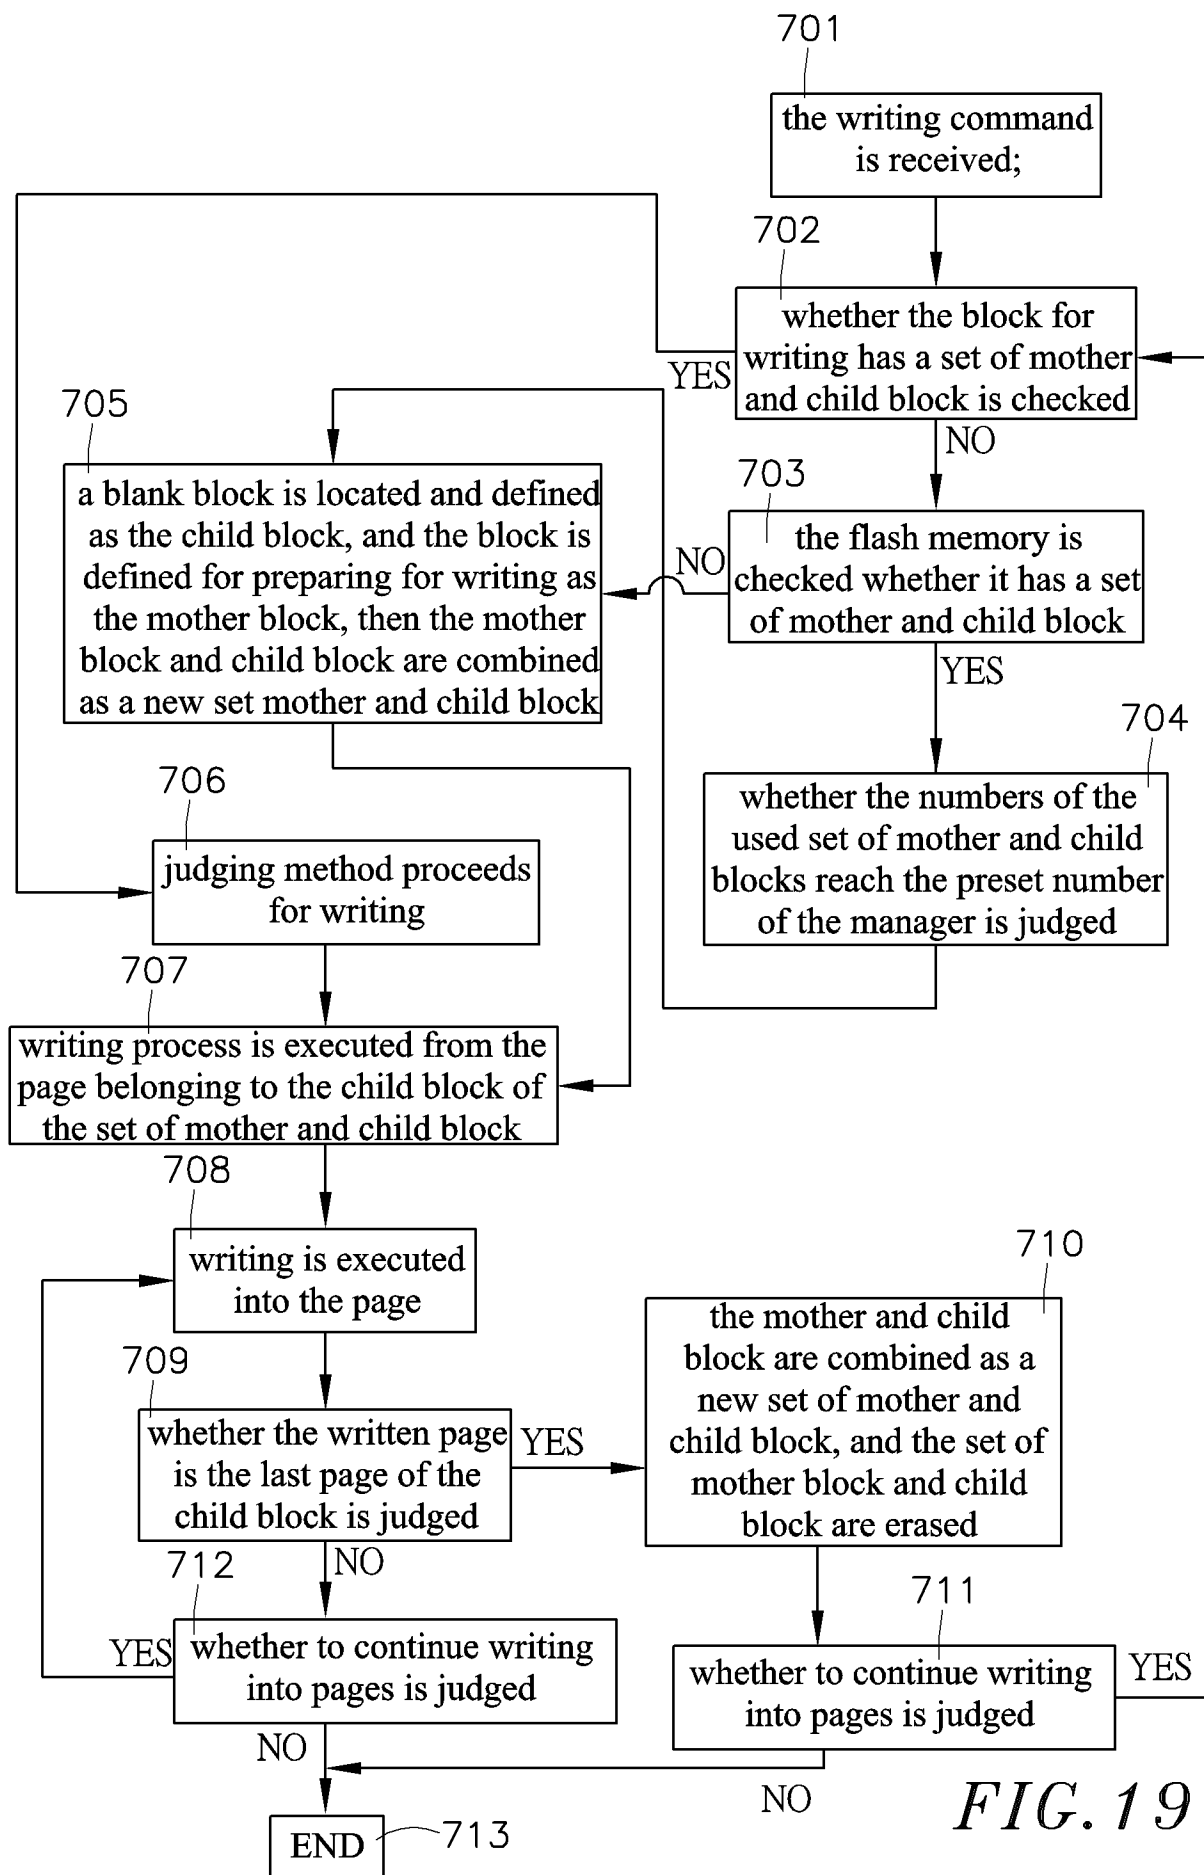 701
the writing command
is received;
702
whether the block for
writing has a set of mother
and child block is checked
YES
NO
703
the flash memory is
checked whether it has a set
of mother and child block
NO
YES
704
whether the numbers of the
used set of mother and child
blocks reach the preset number
of the manager is judged
705
a blank block is located and defined
as the child block, and the block is
defined for preparing for writing as
the mother block, then the mother
block and child block are combined
as a new set mother and child block
706
judging method proceeds
for writing
707
writing process is executed from the
page belonging to the child block of
the set of mother and child block
708
writing is executed
into the page
709
whether the written page
is the last page of the
child block is judged
YES
NO
710
the mother and child
block are combined as a
new set of mother and
child block, and the set of
mother block and child
block are erased
711
whether to continue writing
into pages is judged
YES
NO
712
whether to continue writing
into pages is judged
YES
NO
END
713
FIG. 19